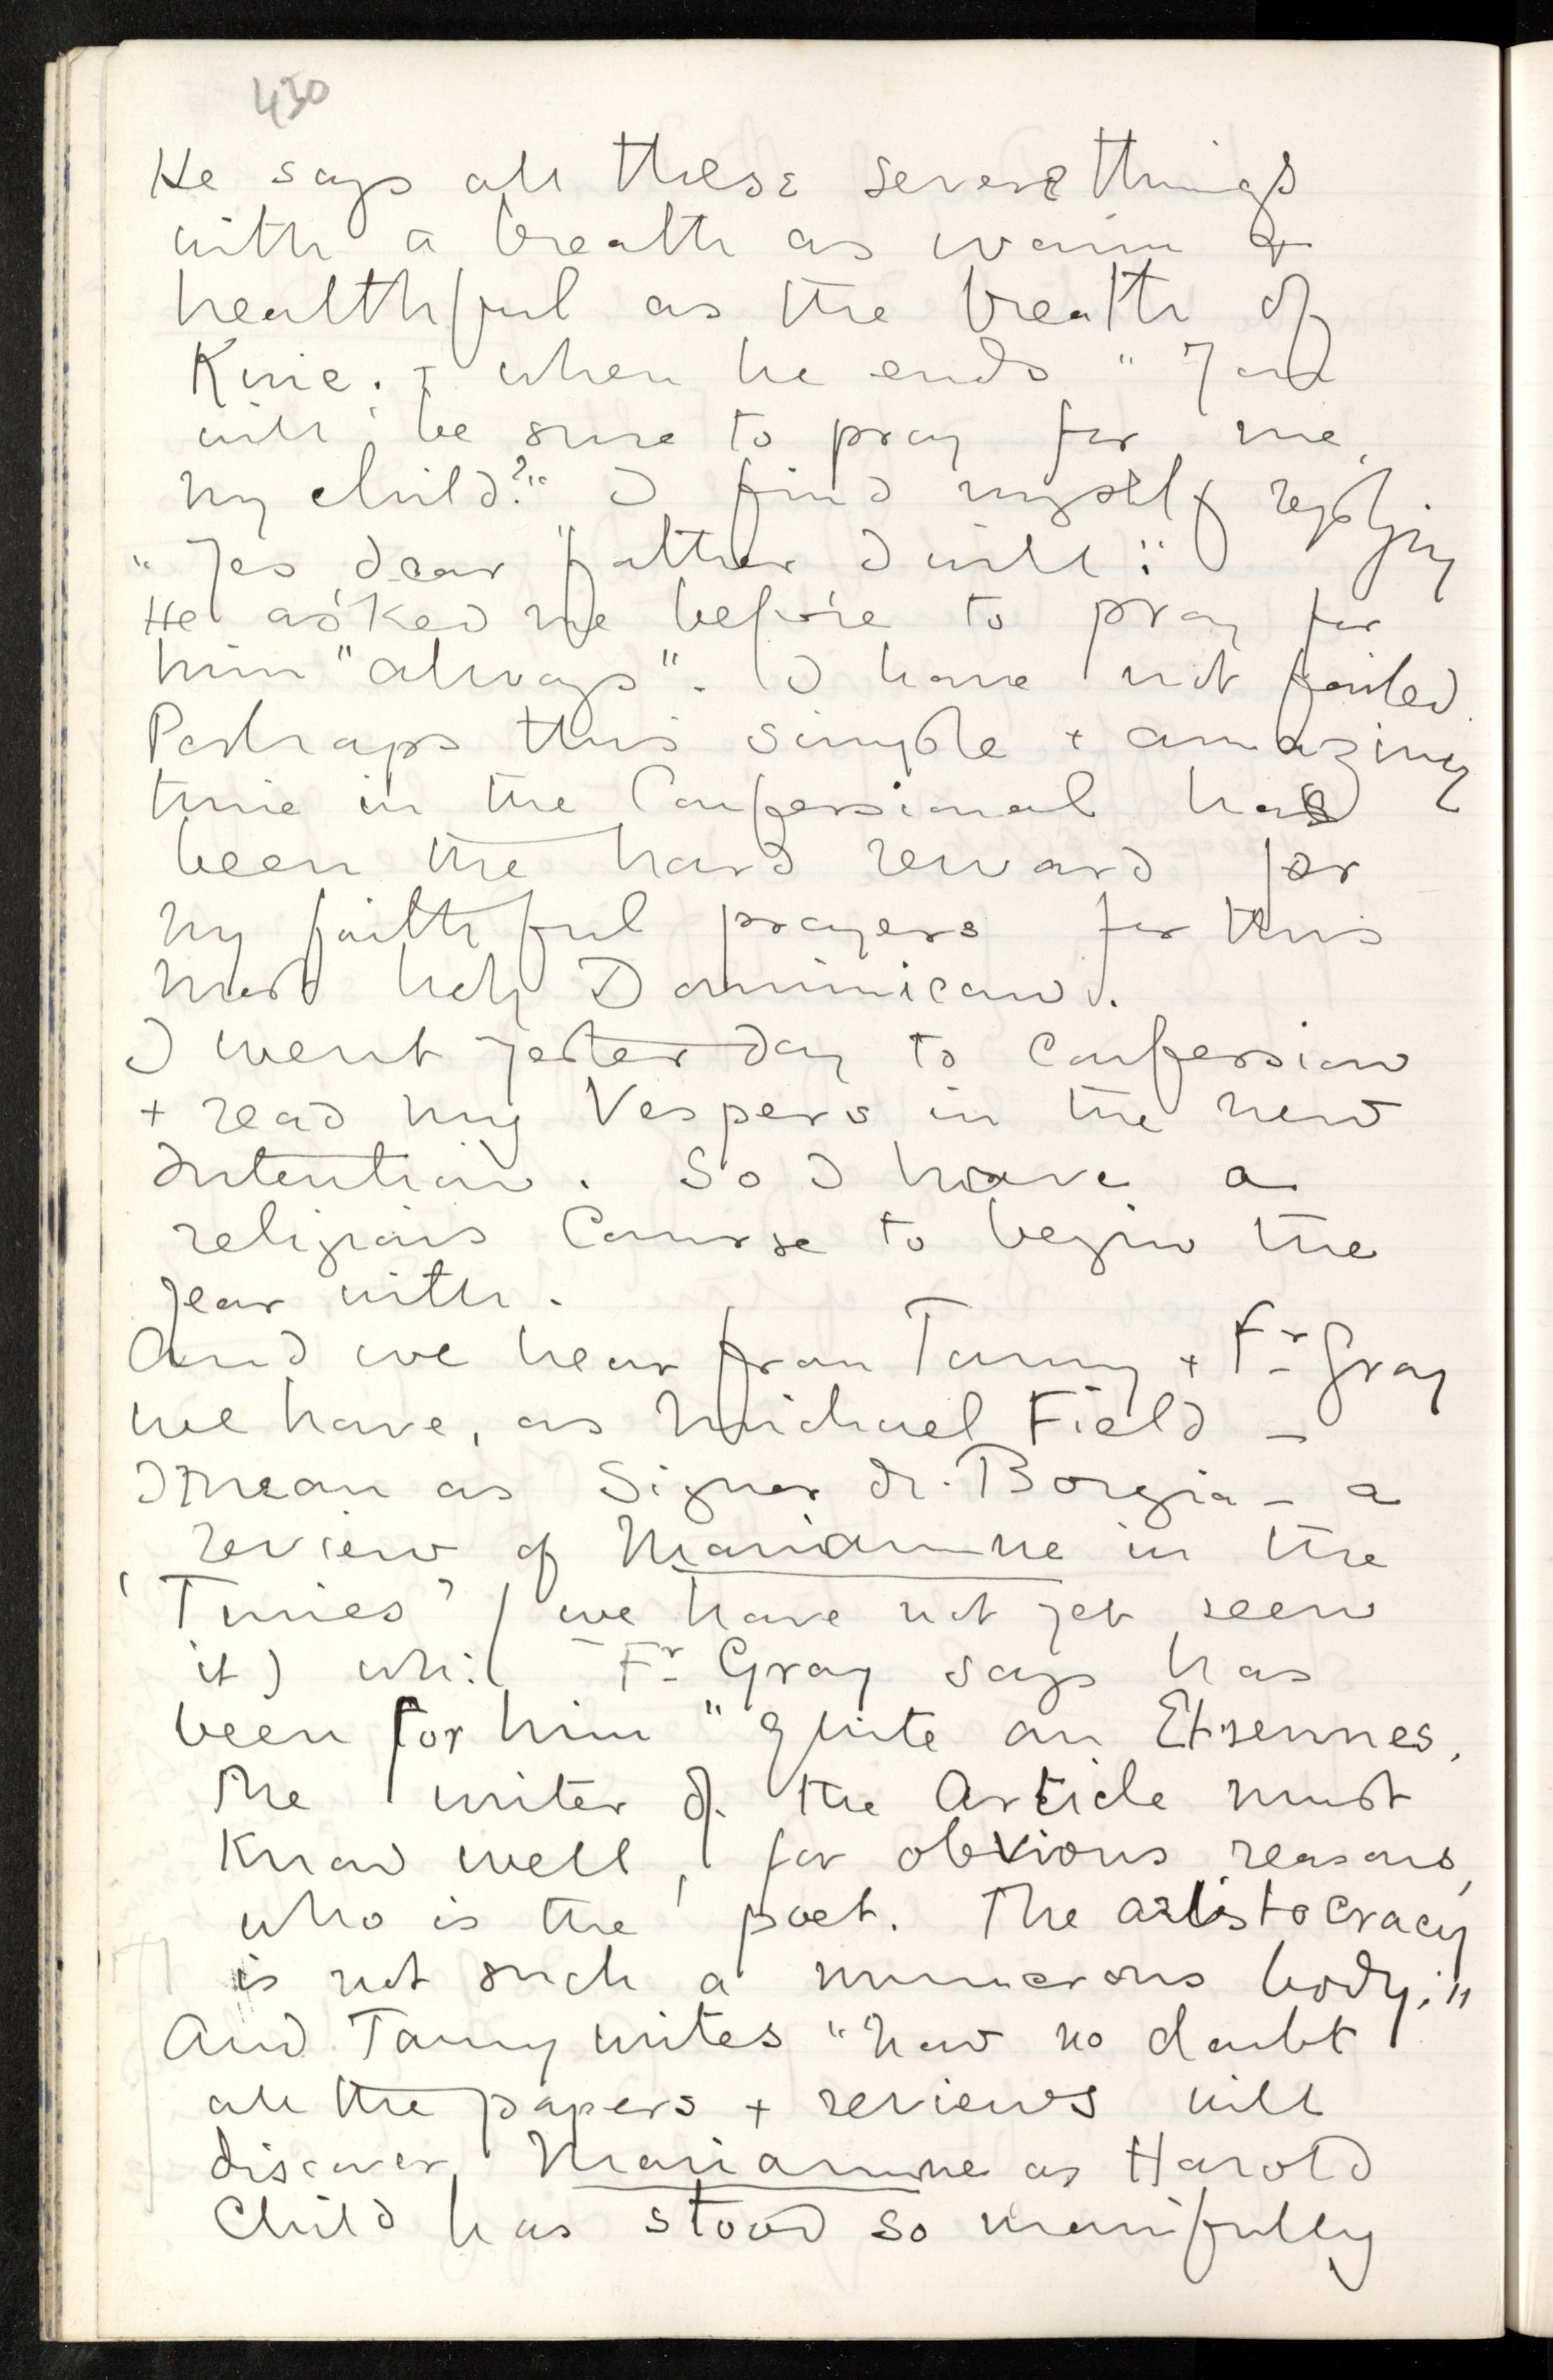 430
He says all these severe things
with a breath as warm &
healthful as the breath of
Kine. + when he ends "You
will be sure to pray for me,
my child?" I find myself replying
"Yes dear father I will":
He asked me before to pray for
him "always". I have not failed.
Perhaps this simple + amazing
time in the Confessional has
been the hard reward for
my faithful prayers for this
most holy Dominican.
I went yesterday to Confession
+ read my Vespers in the new
Intention. So I have a
religious Course to begin the
year with.
And we hear from Tommy + Fr Gray
we have, as Michael Field –
I mean as Signor di Borgia – a
review of Mariamne in the
'Times' (we have not yet seen
it) wh: Fr Gray says has
been for him "quite an Etrennes.
The writer of the Article must
know well, for obvious reasons,
who is the poet. The aristocracy
is not such a numerous body."
And Tommy writes "now no doubt
all the papers + reviews will
discover Mariamne as Harold
Child has stood so manfully